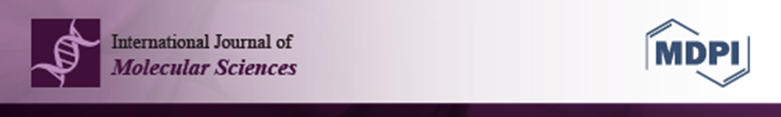 International Journal of
Molecular Sciences
MDPI